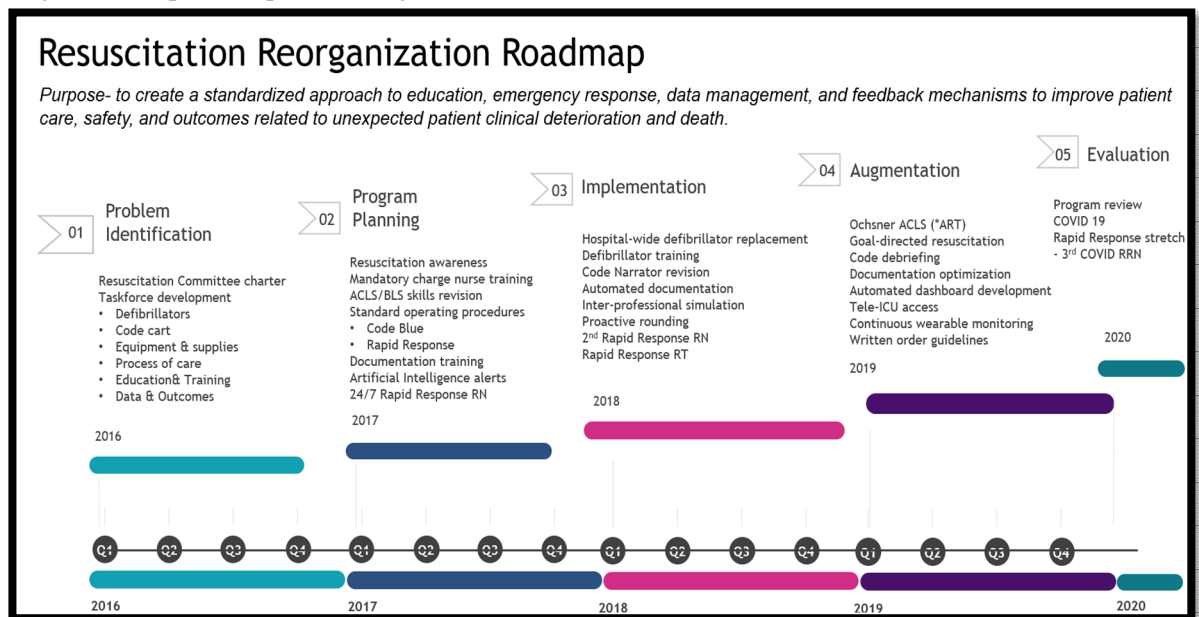 Resuscitation Reorganization Roadmap
Purpose- to create a standardized approach to education, emergency response, data management, and feedback mechanisms to improve patient
care, safety, and outcomes related to unexpected patient clinical deterioration and death.
01
Problem
Identification
Resuscitation Committee charter
Taskforce development
• Defibrillators
• Code cart
• Equipment & supplies
• Process of care
• Education& Training
• Data & Outcomes
2016
02
Program
Planning
Resuscitation awareness
Mandatory charge nurse training
ACLS/BLS skills revision
Standard operating procedures
• Code Blue
• Rapid Response
Documentation training
Artificial Intelligence alerts
24/7 Rapid Response RN
2017
03
Implementation
Hospital-wide defibrillator replacement
Defibrillator training
Code Narrator revision
Automated documentation
Inter-professional simulation
Proactive rounding
2nd Rapid Response RN
Rapid Response RT
2018
04
Augmentation
Ochsner ACLS (*ART)
Goal-directed resuscitation
Code debriefing
Documentation optimization
Automated dashboard development
Tele-ICU access
Continuous wearable monitoring
Written order guidelines
2019
05
Evaluation
Program review
COVID 19
Rapid Response stretch
- 3rd COVID RRN
2020
Q1 Q2 Q3 Q4 Q1 Q2 Q3 Q4 Q1 Q2 Q3 Q4 Q1 Q2 Q3 Q4
2016 2017 2018 2019 2020